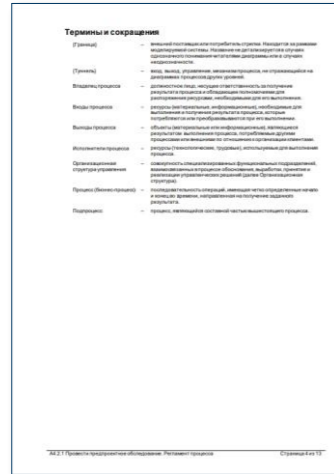 Термины и сокращения
(Граница) – внешний поставщик или потребитель стрелки. Находится за рамками
моделируемой системы. Название не детализируется в случаях
однозначного понимания читателями диаграммы или в случаях
неоднозначности.
(Туннель) – вход, выход, управление, механизм процесса, не отражающийся на
диаграммах процессов других уровней.
Владелец процесса – должностное лицо, несущее ответственность за получение
результата процесса и обладающее полномочиями для
распоряжения ресурсами, необходимыми для его выполнения.
Входы процесса – ресурсы (материальные, информационные), необходимые для
выполнения и получения результата процесса, которые
потребляются или преобразовываются при его выполнении.
Выходы процесса – объекты (материальные или информационные), являющиеся
результатом выполнения процесса, потребляемые другими
процессами или внешними по отношению к организации клиентами.
Исполнители процесса – ресурсы (технологические, трудовые), используемые для выполнения
процесса.
Организационная – совокупность специализированных функциональных подразделений,
структура управления взаимосвязанных в процессе обоснования, выработки, принятия и
реализации управленческих решений (далее Организационная
структура).
Процесс (бизнес-процесс) – последовательность операций, имеющая четко определенные начало
и конец во времени, направленная на получение заданного
результата.
Подпроцесс – процесс, являющийся составной частью вышестоящего процесса.
A4.2.1 Провести предпроектное обследование. Регламент процесса Страница 4 из 13